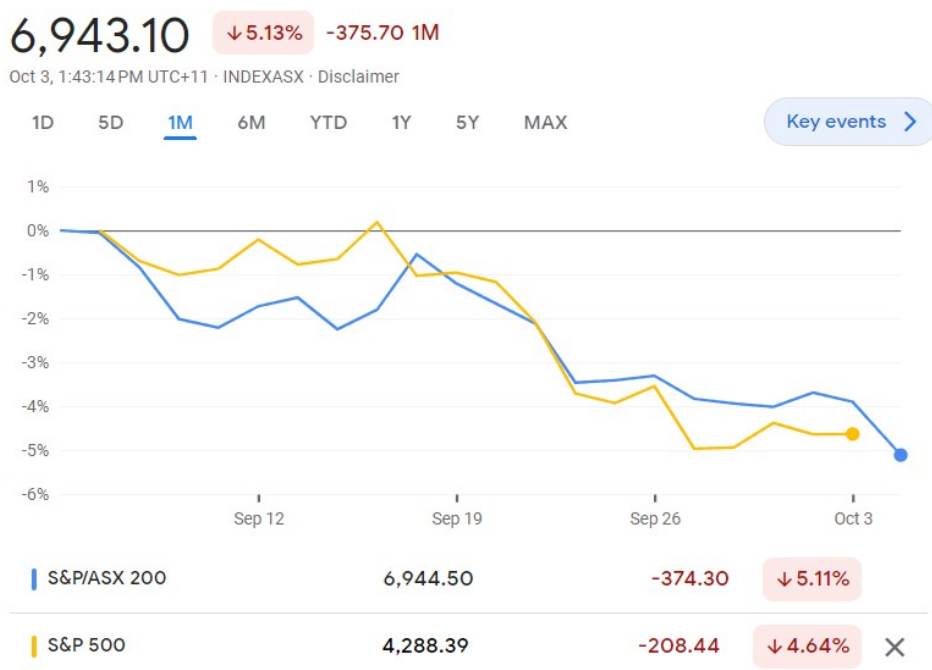 6,943.10 ↓5.13% -375.70 1M
Oct 3, 1:43:14 PM UTC+11 · INDEXASX · Disclaimer
1D 5D 1M 6M YTD 1Y 5Y MAX Key events
1%
0%
-1%
-2%
-3%
-4%
-5%
-6%
Sep 12 Sep 19 Sep 26 Oct 3
S&P/ASX 200 6,944.50 -374.30 ↓5.11%
S&P 500 4,288.39 -208.44 ↓4.64%